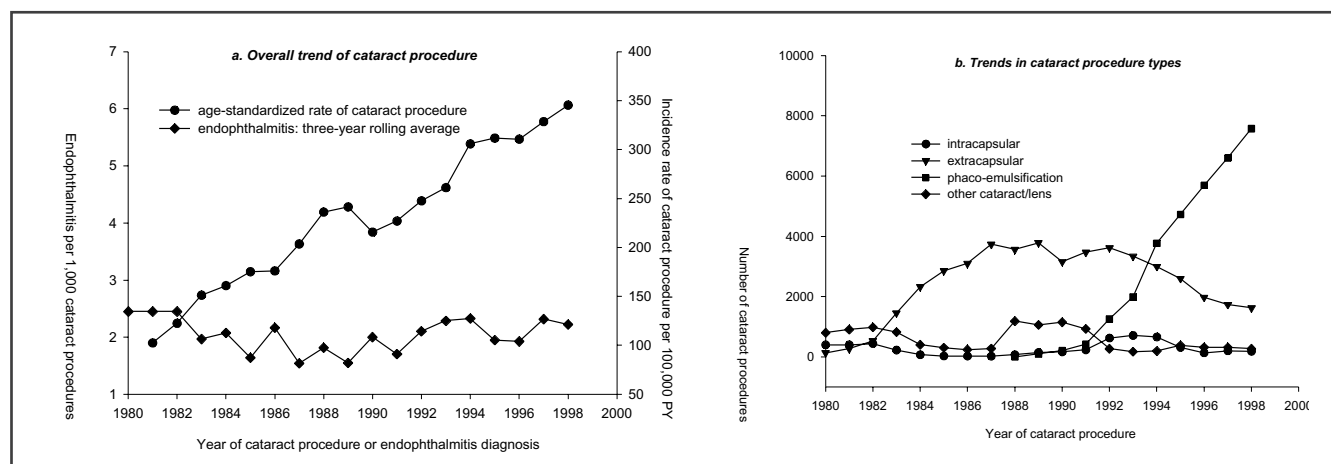 a. Overall trend of cataract procedure
age-standardized rate of cataract procedure
endophthalmitis: three-year rolling average
Endophthalmitis per 1,000 cataract procedures
7
6
5
4
3
2
1
Incidence rate of cataract procedure per 100,000 PY
400
350
300
250
200
150
100
50
1980 1982 1984 1986 1988 1990 1992 1994 1996 1998 2000
Year of cataract procedure or endophthalmitis diagnosis
b. Trends in cataract procedure types
intracapsular
extracapsular
phaco-emulsification
other cataract/lens
Number of cataract procedures
10000
8000
6000
4000
2000
0
1980 1982 1984 1986 1988 1990 1992 1994 1996 1998 2000
Year of cataract procedure